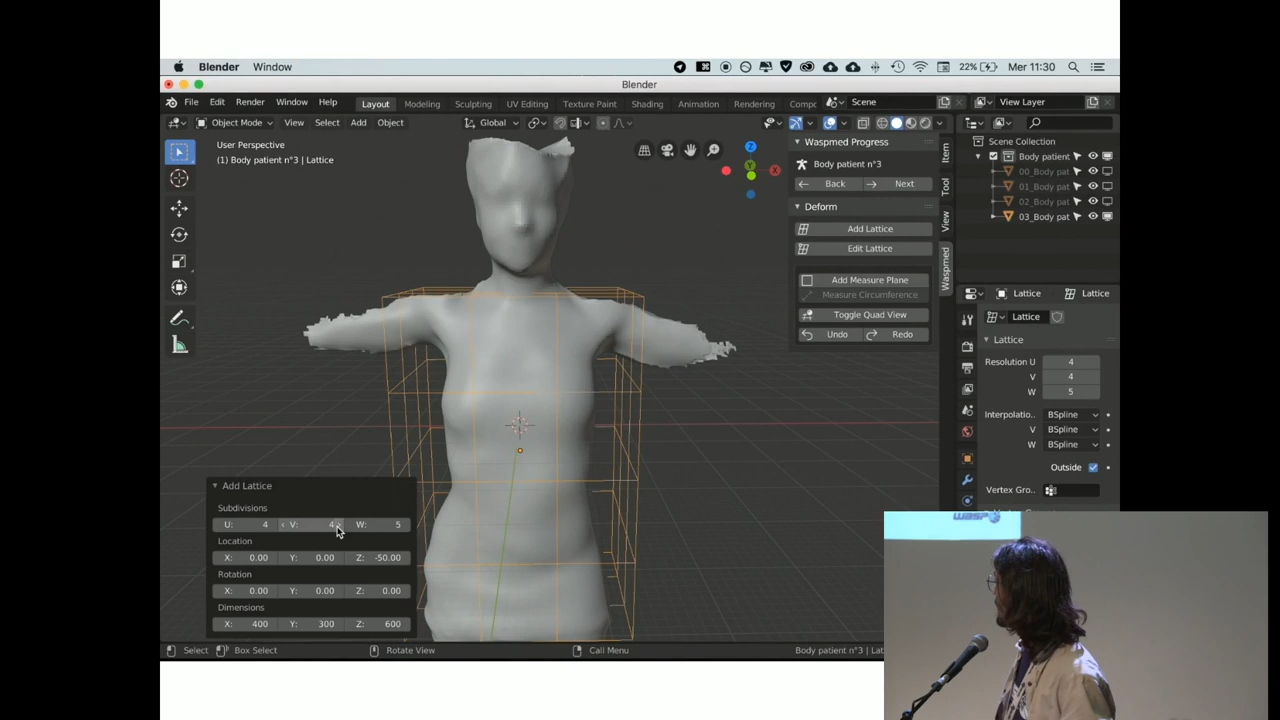 Blender Window 22% Mer 11:30
Blender
File Edit Render Window Help Layout Modeling Sculpting UV Editing Texture Paint Shading Animation Rendering Compc Scene View Layer
Object Mode View Select Add Object Global
User Perspective
(1) Body patient n°3 | Lattice
Z
Y
X
Waspmed Progress
Body patient n°3
Back Next
Deform
Add Lattice
Edit Lattice
Add Measure Plane
Measure Circumference
Toggle Quad View
Undo Redo
Item
Tool
View
Waspmed
Scene Collection
Body patient
00_Body pat
01_Body pat
02_Body pat
03_Body pat
Lattice Lattice
Lattice
Lattice
Resolution U 4
V 4
W 5
Interpolatio.. BSpline
V BSpline
W BSpline
Outside
Vertex Gro..
Add Lattice
Subdivisions
U: 4 V: 4 W: 5
Location
X: 0.00 Y: 0.00 Z: -50.00
Rotation
X: 0.00 Y: 0.00 Z: 0.00
Dimensions
X: 400 Y: 300 Z: 600
Select Box Select Rotate View Call Menu Body patient n°3 | Lat
WASP